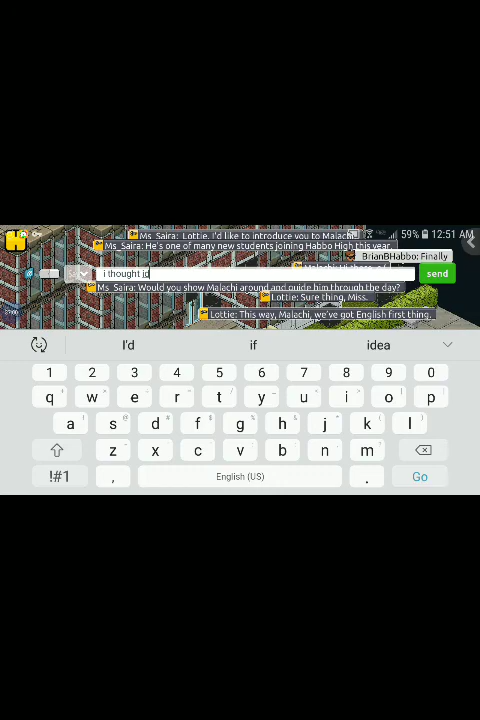 Ms_Saira: Lottie, I'd like to introduce you to Malachi.
59% 12:51 AM
Ms_Saira: He's one of many new students joining Habbo High this year.
BrianBHabbo: Finally
i thought id
send
Ms_Saira: Would you show Malachi around and guide him through the day?
Lottie: Sure thing, Miss.
Lottie: This way, Malachi, we've got English first thing.
I'd if idea
1 2 3 4 5 6 7 8 9 0
q w e r t y u i o p
a s d f g h j k l
z x c v b n m
!#1 , English (US) . Go